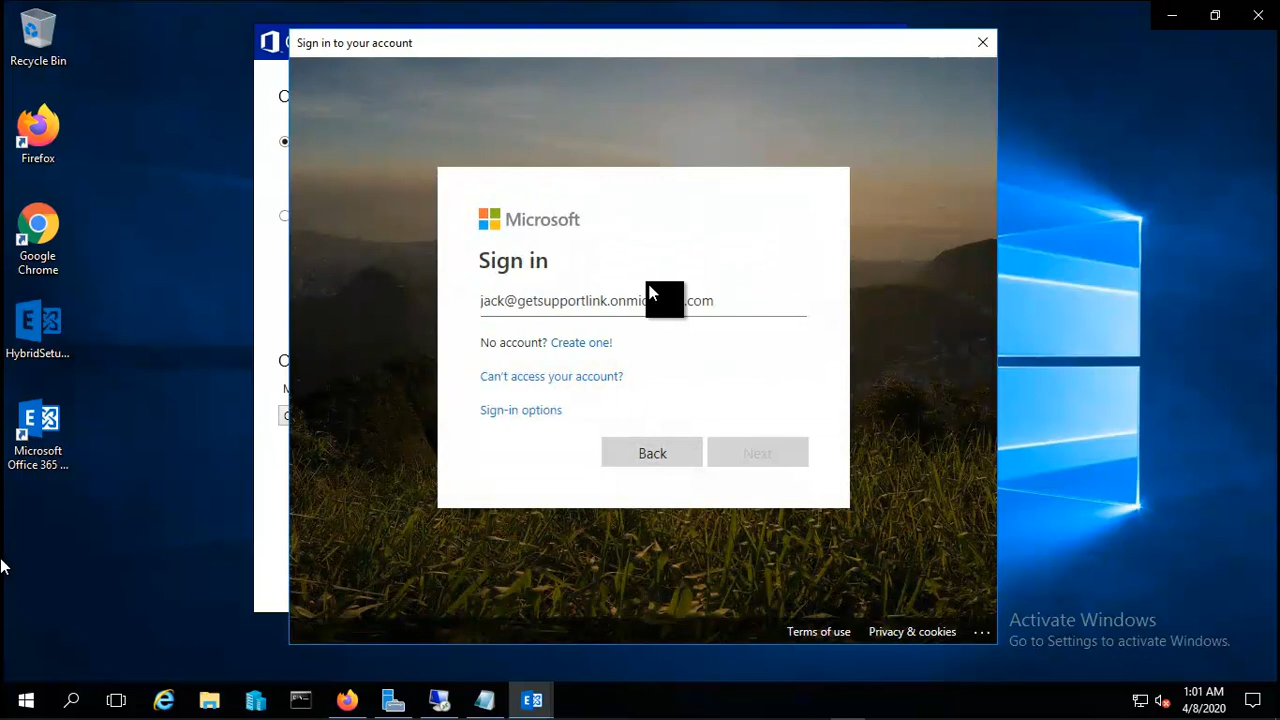 Recycle Bin
Firefox
Google
Chrome
HybridSetu...
Microsoft
Office 365 ...
Sign in to your account
Microsoft
Sign in
jack@getsupportlink.onmic .com
No account? Create one!
Can't access your account?
Sign-in options
Back
Next
Terms of use
Privacy & cookies
...
Activate Windows
Go to Settings to activate Windows.
1:01 AM
4/8/2020